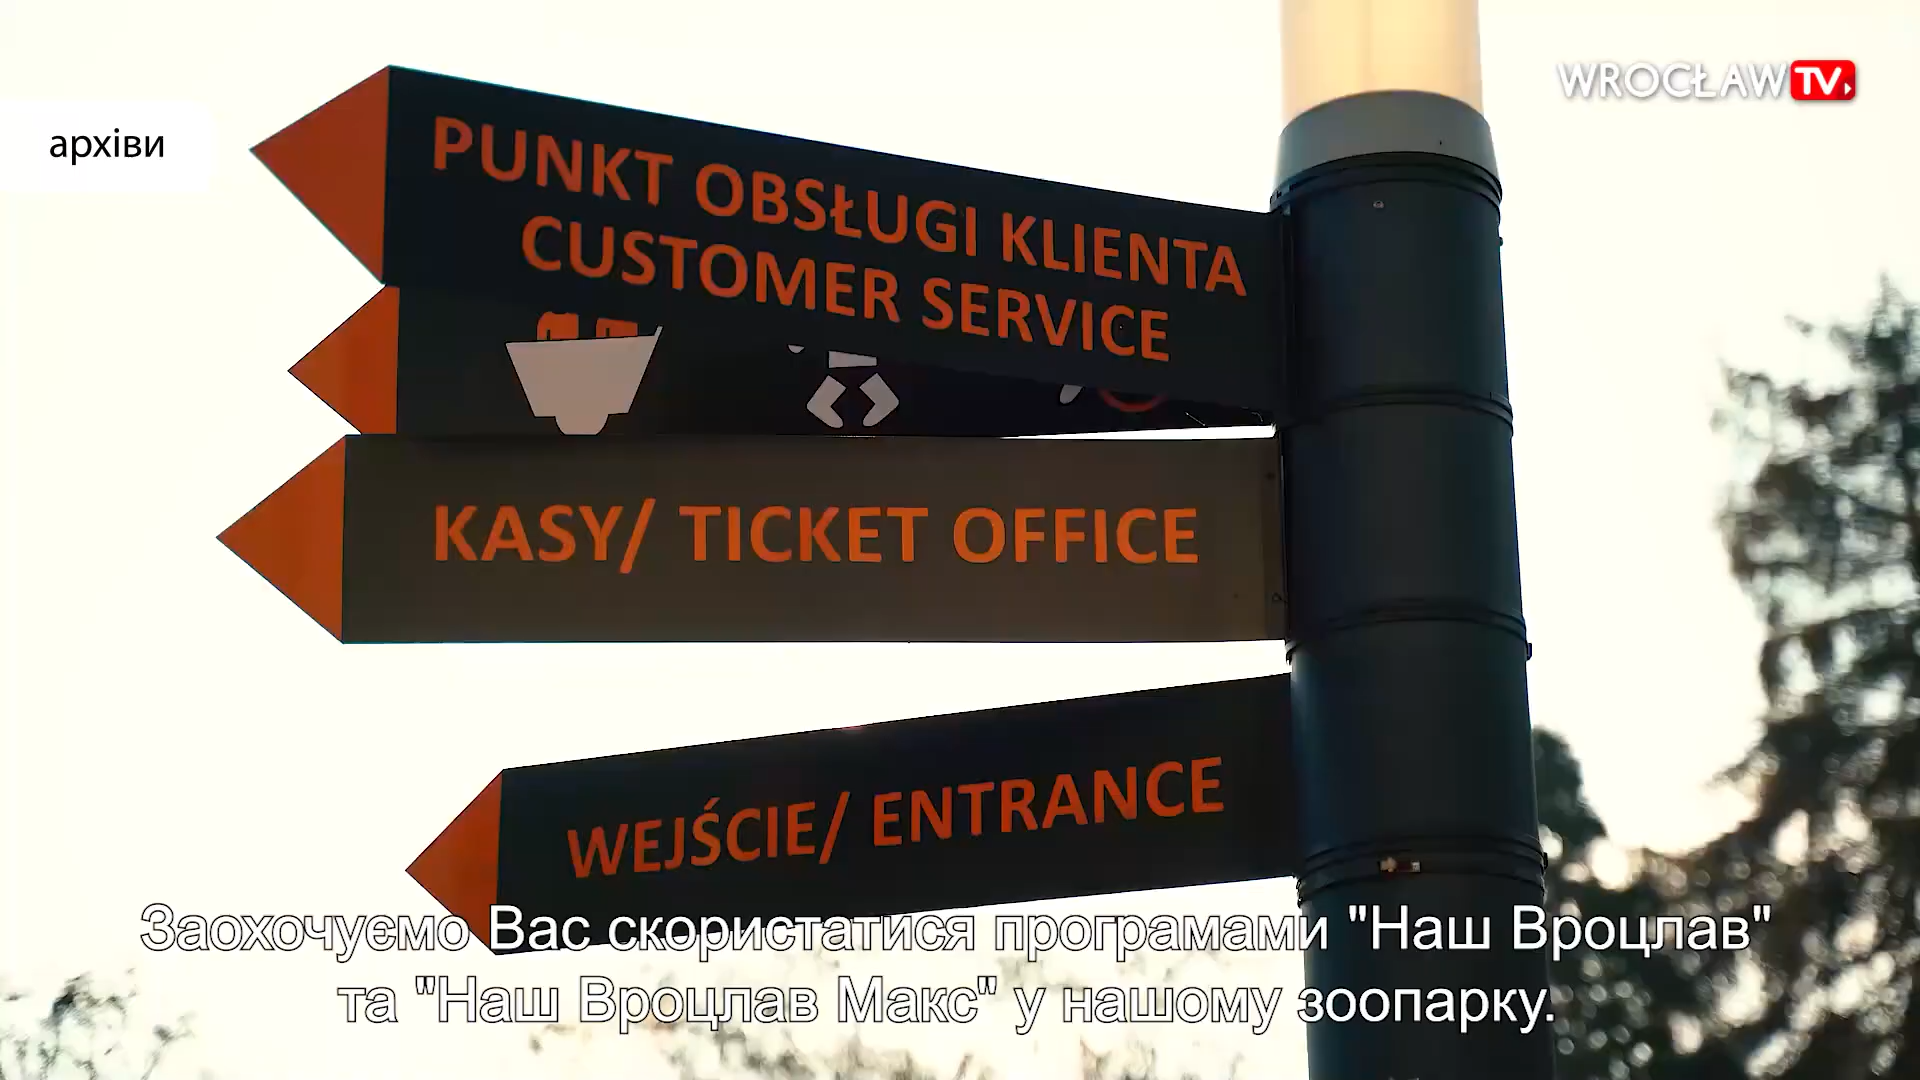 WROCŁAW TV
архіви
PUNKT OBSŁUGI KLIENTA
CUSTOMER SERVICE
KASY/ TICKET OFFICE
WEJŚCIE/ ENTRANCE
Заохочуємо Вас скористатися програмами "Наш Вроцлав"
та "Наш Вроцлав Макс" у нашому зоопарку.